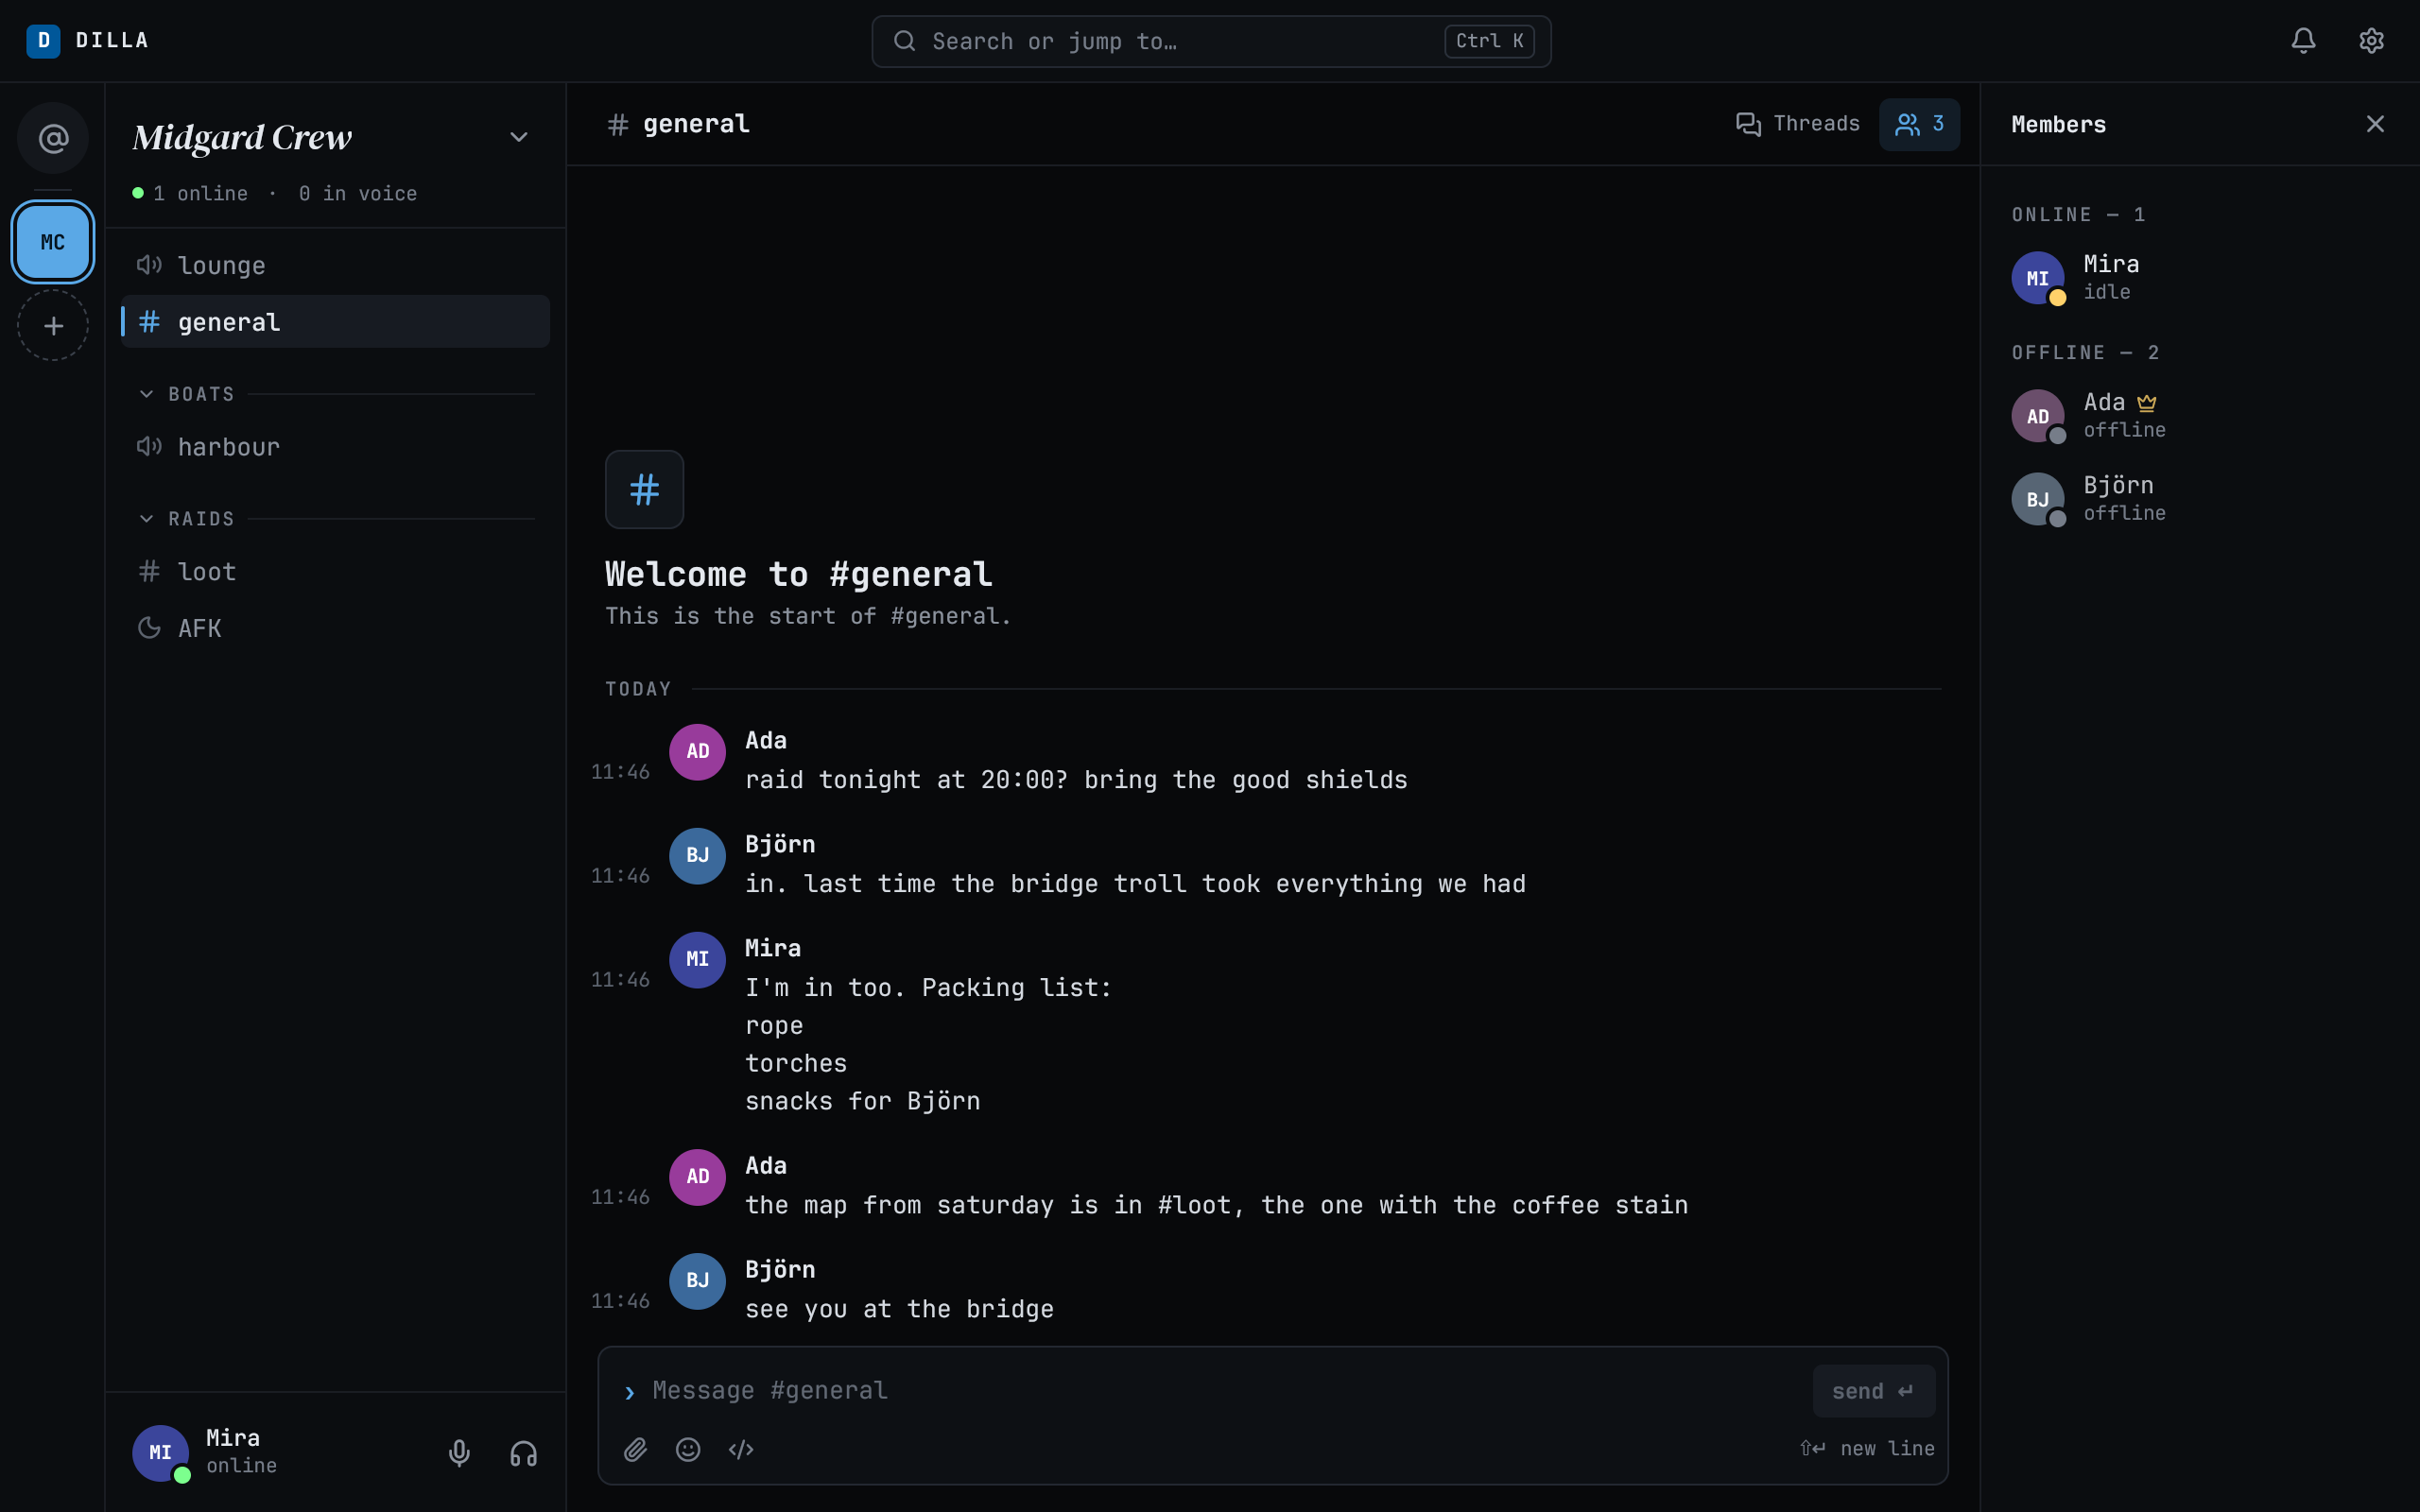 D DILLA
Search or jump to…
Ctrl K
@
MC
Midgard Crew
1 online · 0 in voice
lounge
# general
BOATS
harbour
RAIDS
# loot
AFK
MI
Mira
online
# general
Threads
3
#
Welcome to #general
This is the start of #general.
TODAY
AD
Ada
11:46
raid tonight at 20:00? bring the good shields
BJ
Björn
11:46
in. last time the bridge troll took everything we had
MI
Mira
11:46
I'm in too. Packing list:
rope
torches
snacks for Björn
AD
Ada
11:46
the map from saturday is in #loot, the one with the coffee stain
BJ
Björn
11:46
see you at the bridge
› Message #general
send ↵
⇧↵ new line
Members
ONLINE — 1
MI
Mira
idle
OFFLINE — 2
AD
Ada
offline
BJ
Björn
offline